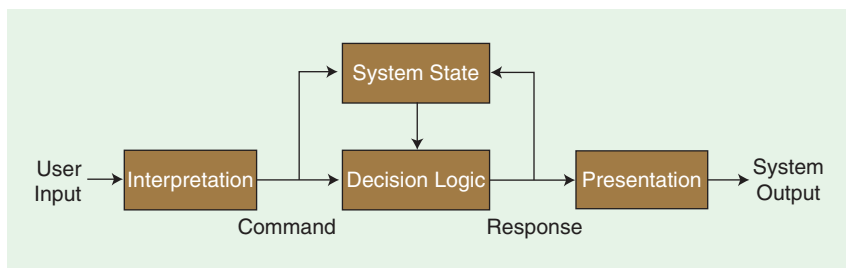 System State
User
Input
Interpretation
Decision Logic
Presentation
System
Output
Command
Response